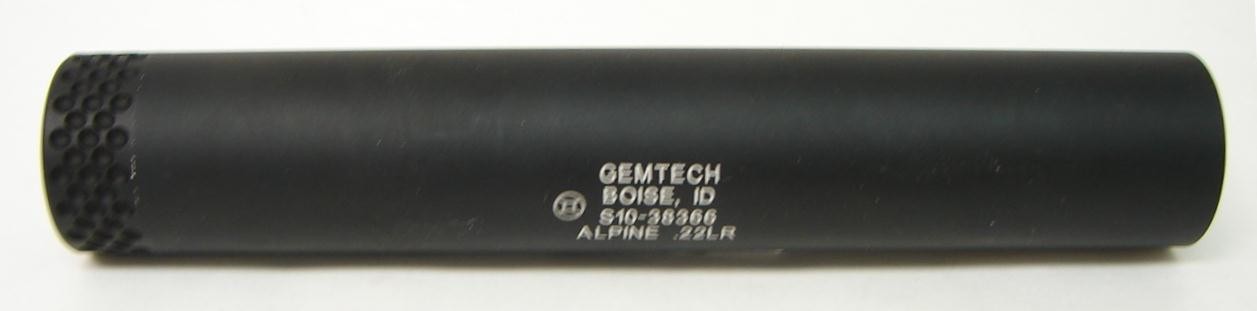 GEMTECH
BOISE, ID
S10-38366
ALPINE .22LR